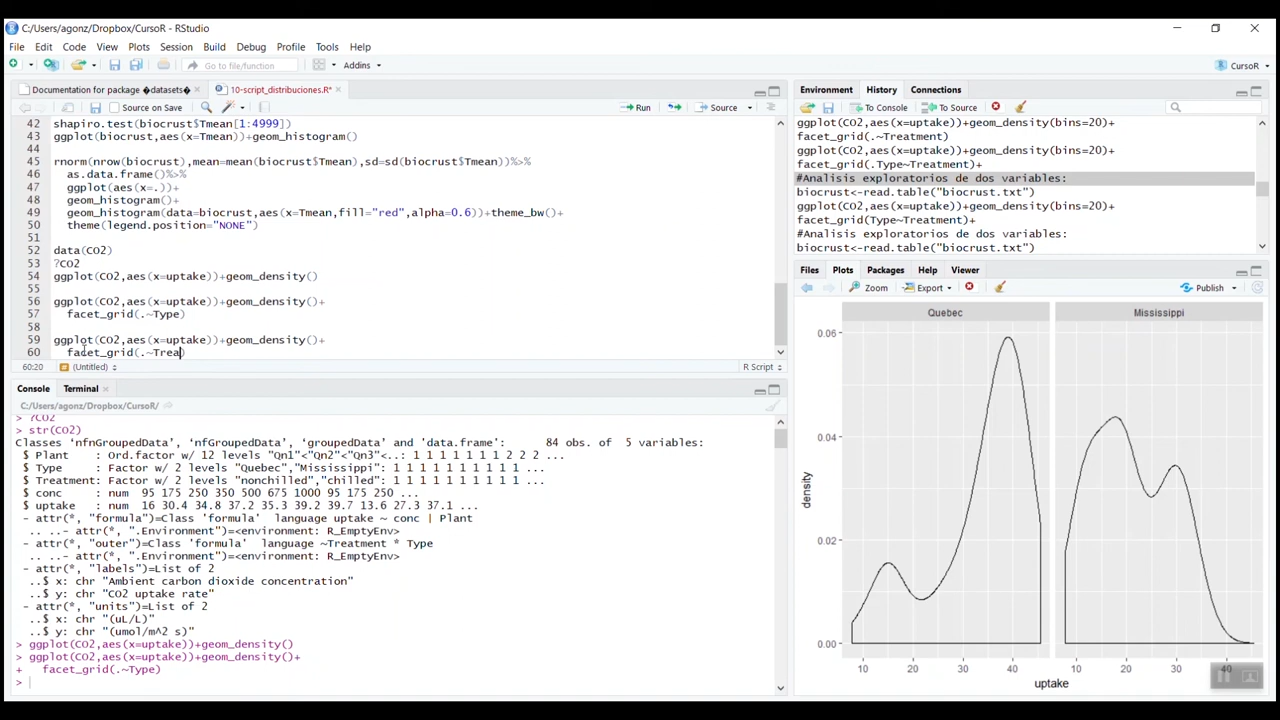 C:/Users/agonz/Dropbox/CursoR - RStudio
File Edit Code View Plots Session Build Debug Profile Tools Help
Go to file/function Addins CursoR
Documentation for package �datasets� 10-script_distribuciones.R*
Source on Save Run Source
42 shapiro.test(biocrust$Tmean[1:4999])
43 ggplot(biocrust,aes(x=Tmean))+geom_histogram()
44
45 rnorm(nrow(biocrust),mean=mean(biocrust$Tmean),sd=sd(biocrust$Tmean))%>%
46 as.data.frame()%>%
47 ggplot(aes(x=.))+
48 geom_histogram()+
49 geom_histogram(data=biocrust,aes(x=Tmean,fill="red",alpha=0.6))+theme_bw()+
50 theme(legend.position="NONE")
51
52 data(CO2)
53 ?CO2
54 ggplot(CO2,aes(x=uptake))+geom_density()
55
56 ggplot(CO2,aes(x=uptake))+geom_density()+
57 facet_grid(.~Type)
58
59 ggplot(CO2,aes(x=uptake))+geom_density()+
60 facet_grid(.~Trea)
60:20 (Untitled) R Script
Console Terminal
C:/Users/agonz/Dropbox/CursoR/
> ?CO2
> str(CO2)
Classes ‘nfnGroupedData’, ‘nfGroupedData’, ‘groupedData’ and 'data.frame': 84 obs. of 5 variables:
$ Plant : Ord.factor w/ 12 levels "Qn1"<"Qn2"<"Qn3"<..: 1 1 1 1 1 1 1 2 2 2 ...
$ Type : Factor w/ 2 levels "Quebec","Mississippi": 1 1 1 1 1 1 1 1 1 1 ...
$ Treatment: Factor w/ 2 levels "nonchilled","chilled": 1 1 1 1 1 1 1 1 1 1 ...
$ conc : num 95 175 250 350 500 675 1000 95 175 250 ...
$ uptake : num 16 30.4 34.8 37.2 35.3 39.2 39.7 13.6 27.3 37.1 ...
- attr(*, "formula")=Class 'formula' language uptake ~ conc | Plant
.. ..- attr(*, ".Environment")=<environment: R_EmptyEnv>
- attr(*, "outer")=Class 'formula' language ~Treatment * Type
.. ..- attr(*, ".Environment")=<environment: R_EmptyEnv>
- attr(*, "labels")=List of 2
..$ x: chr "Ambient carbon dioxide concentration"
..$ y: chr "CO2 uptake rate"
- attr(*, "units")=List of 2
..$ x: chr "(uL/L)"
..$ y: chr "(umol/m^2 s)"
> ggplot(CO2,aes(x=uptake))+geom_density()
> ggplot(CO2,aes(x=uptake))+geom_density()+
+ facet_grid(.~Type)
>
Environment History Connections
To Console To Source
ggplot(CO2,aes(x=uptake))+geom_density(bins=20)+
facet_grid(.~Treatment)
ggplot(CO2,aes(x=uptake))+geom_density(bins=20)+
facet_grid(.Type~Treatment)+
#Analisis exploratorios de dos variables:
biocrust<-read.table("biocrust.txt")
ggplot(CO2,aes(x=uptake))+geom_density(bins=20)+
facet_grid(Type~Treatment)+
#Analisis exploratorios de dos variables:
biocrust<-read.table("biocrust.txt")
Files Plots Packages Help Viewer
Zoom Export Publish
Quebec Mississippi
0.06
0.04
0.02
0.00
density
10 20 30 40 10 20 30 40
uptake